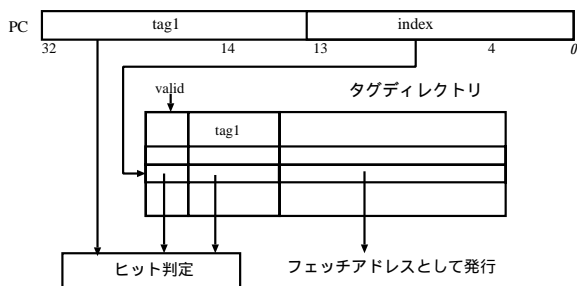 PC tag1 index
32 14 13 4 0
valid タグディレクトリ
tag1
ヒット判定 フェッチアドレスとして発行